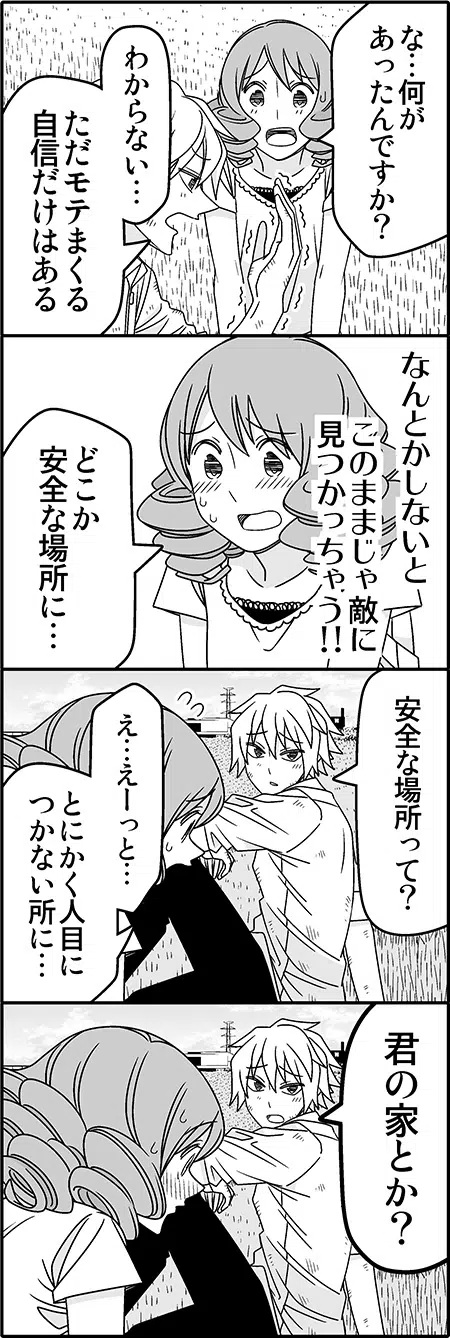 な…何が
あったんですか?
わからない…
ただモテまくる
自信だけはある
なんとかしないと
このままじゃ敵に
見つかっちゃう!!
どこか
安全な場所に…
安全な場所って?
え…えーっと…
とにかく人目に
つかない所に…
君の家とか?